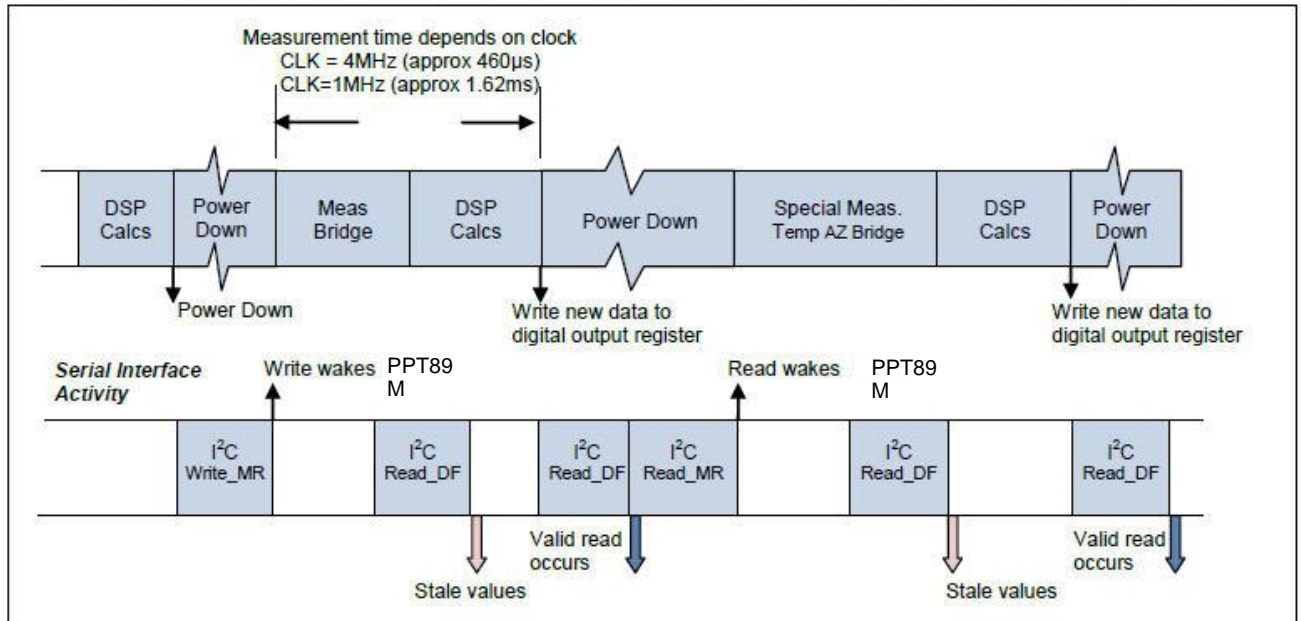 Measurement time depends on clock
CLK = 4MHz (approx 460µs)
CLK=1MHz (approx 1.62ms)
DSP
Calcs
Power
Down
Meas
Bridge
DSP
Calcs
Power Down
Special Meas.
Temp AZ Bridge
DSP
Calcs
Power
Down
Power Down
Write new data to
digital output register
Write new data to
digital output register
Serial Interface
Activity
Write wakes PPT89
M
Read wakes PPT89
M
I²C
Write_MR
I²C
Read_DF
I²C
Read_DF
I²C
Read_MR
I²C
Read_DF
I²C
Read_DF
Stale values
Valid read
occurs
Stale values
Valid read
occurs